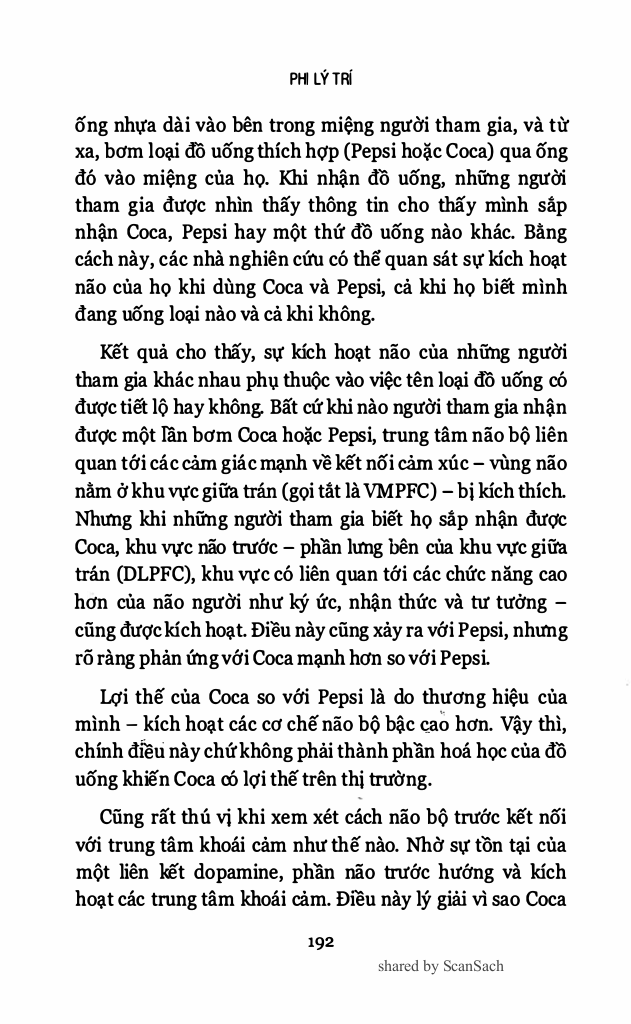 PHI LÝ TRÍ
ống nhựa dài vào bên trong miệng người tham gia, và từ
xa, bơm loại đồ uống thích hợp (Pepsi hoặc Coca) qua ống
đó vào miệng của họ. Khi nhận đồ uống, những người
tham gia được nhìn thấy thông tin cho thấy mình sắp
nhận Coca, Pepsi hay một thứ đồ uống nào khác. Bằng
cách này, các nhà nghiên cứu có thể quan sát sự kích hoạt
não của họ khi dùng Coca và Pepsi, cả khi họ biết mình
đang uống loại nào và cả khi không.
Kết quả cho thấy, sự kích hoạt não của những người
tham gia khác nhau phụ thuộc vào việc tên loại đồ uống có
được tiết lộ hay không. Bất cứ khi nào người tham gia nhận
được một lần bơm Coca hoặc Pepsi, trung tâm não bộ liên
quan tới các cảm giác mạnh về kết nối cảm xúc – vùng não
nằm ở khu vực giữa trán (gọi tắt là VMPFC) – bị kích thích.
Nhưng khi những người tham gia biết họ sắp nhận được
Coca, khu vực não trước – phần lưng bên của khu vực giữa
trán (DLPFC), khu vực có liên quan tới các chức năng cao
hơn của não người như ký ức, nhận thức và tư tưởng –
cũng được kích hoạt. Điều này cũng xảy ra với Pepsi, nhưng
rõ ràng phản ứng với Coca mạnh hơn so với Pepsi.
Lợi thế của Coca so với Pepsi là do thương hiệu của
mình – kích hoạt các cơ chế não bộ bậc cao hơn. Vậy thì,
chính điều này chứ không phải thành phần hoá học của đồ
uống khiến Coca có lợi thế trên thị trường.
Cũng rất thú vị khi xem xét cách não bộ trước kết nối
với trung tâm khoái cảm như thế nào. Nhờ sự tồn tại của
một liên kết dopamine, phần não trước hướng và kích
hoạt các trung tâm khoái cảm. Điều này lý giải vì sao Coca
192
shared by ScanSach